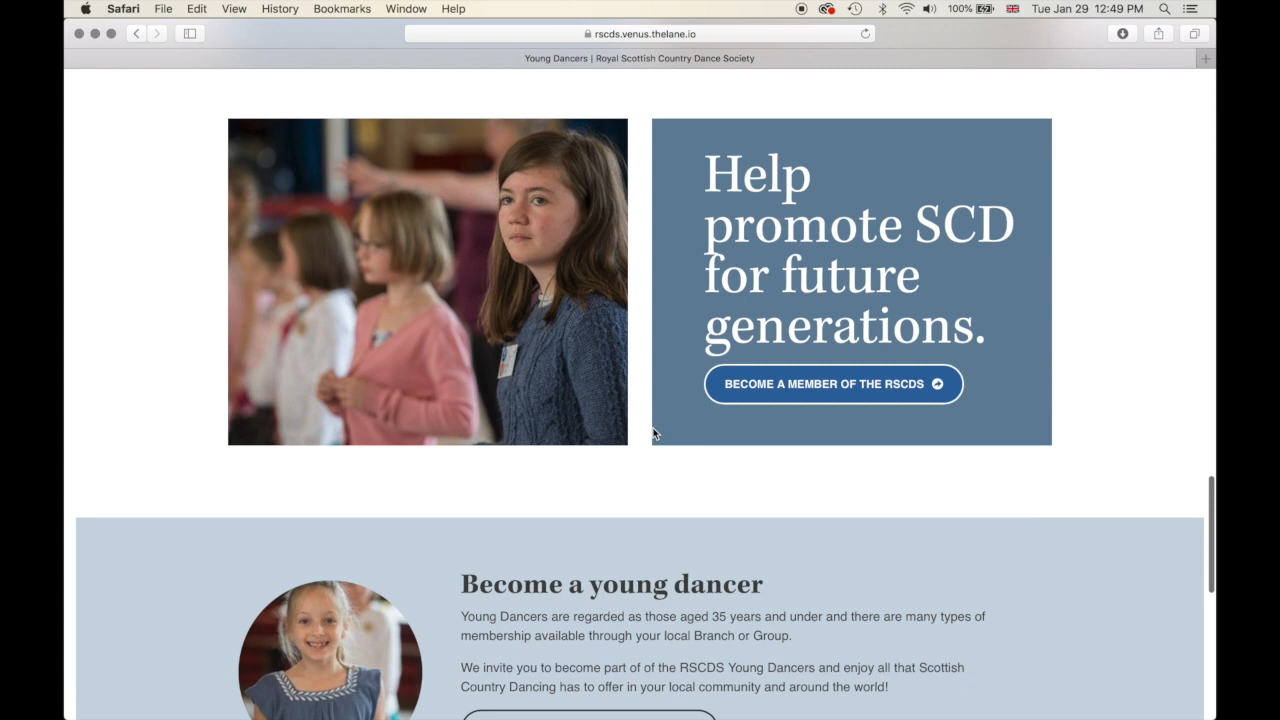 Safari File Edit View History Bookmarks Window Help 100% Tue Jan 29 12:49 PM
rscds.venus.thelane.io
Young Dancers | Royal Scottish Country Dance Society
Help
promote SCD
for future
generations.
BECOME A MEMBER OF THE RSCDS
Become a young dancer
Young Dancers are regarded as those aged 35 years and under and there are many types of
membership available through your local Branch or Group.
We invite you to become part of of the RSCDS Young Dancers and enjoy all that Scottish
Country Dancing has to offer in your local community and around the world!